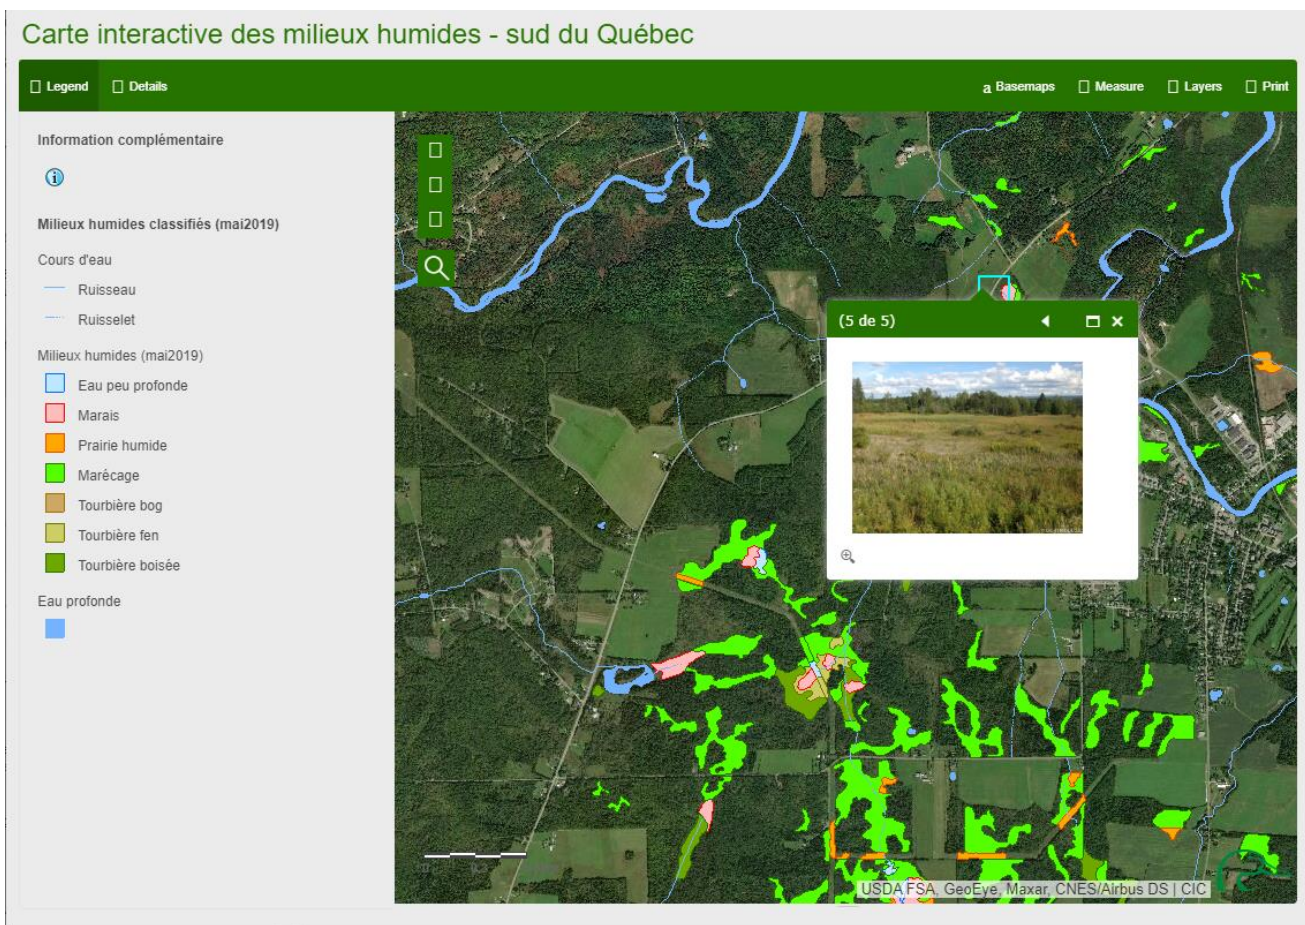 Carte interactive des milieux humides - sud du Québec
Legend Details a Basemaps Measure Layers Print
Information complémentaire
Milieux humides classifiés (mai2019)
Cours d'eau
Ruisseau
Ruisselet
Milieux humides (mai2019)
Eau peu profonde
Marais
Prairie humide
Marécage
Tourbière bog
Tourbière fen
Tourbière boisée
Eau profonde
(5 de 5)
USDA FSA, GeoEye, Maxar, CNES/Airbus DS | CIC